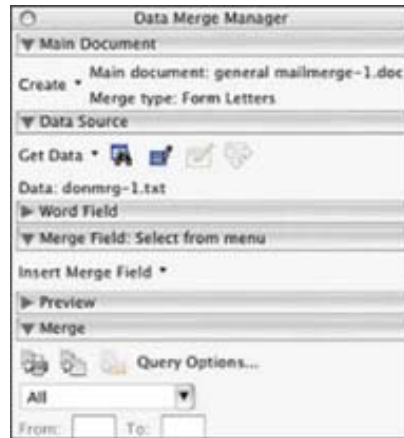 Data Merge Manager
Main Document
Main document: general mailmerge-1.doc
Create
Merge type: Form Letters
Data Source
Get Data
Data: donmrg-1.txt
Word Field
Merge Field: Select from menu
Insert Merge Field
Preview
Merge
Query Options...
All
From: To: